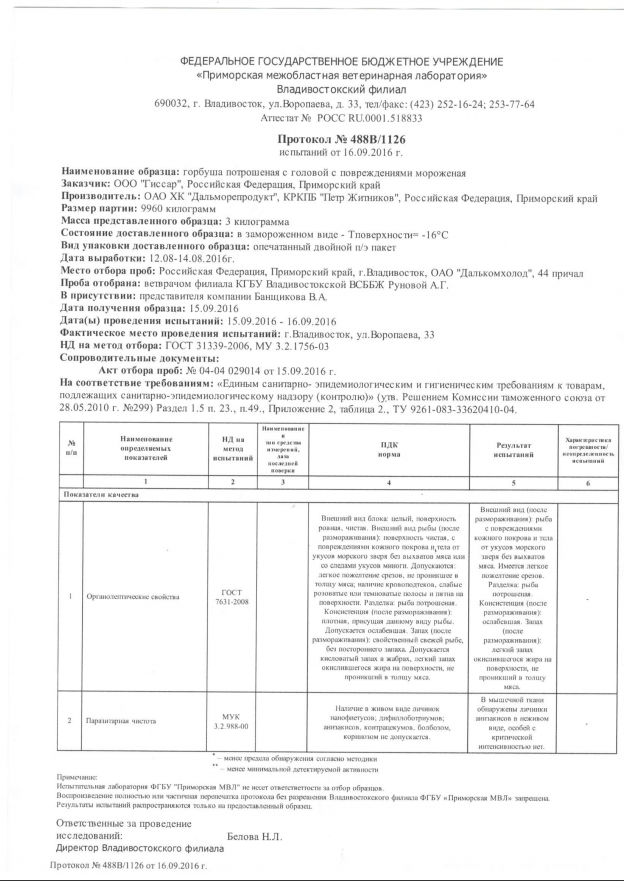 ФЕДЕРАЛЬНОЕ ГОСУДАРСТВЕННОЕ БЮДЖЕТНОЕ УЧРЕЖДЕНИЕ
«Приморская межобластная ветеринарная лаборатория»
Владивостокский филиал
690032, г. Владивосток, ул.Воропаева, д. 33, тел/факс: (423) 252-16-24; 253-77-64
Аттестат № РОСС RU.0001.518833
Протокол № 488В/1126
испытаний от 16.09.2016 г.
Наименование образца: горбуша потрошеная с головой с повреждениями мороженая
Заказчик: ООО "Гиссар", Российская Федерация, Приморский край
Производитель: ОАО ХК "Дальморепродукт", КРКПБ "Петр Житников", Российская Федерация, Приморский край
Размер партии: 9960 килограмм
Масса представленного образца: 3 килограмма
Состояние доставленного образца: в замороженном виде - Тповерхности= -16°С
Вид упаковки доставленного образца: опечатанный двойной п/э пакет
Дата выработки: 12.08-14.08.2016г.
Место отбора проб: Российская Федерация, Приморский край, г.Владивосток, ОАО "Далькомхолод", 44 причал
Проба отобрана: ветврачом филиала КГБУ Владивостокской ВСББЖ Руновой А.Г.
В присутствии: представителя компании Банщикова В.А.
Дата получения образца: 15.09.2016
Дата(ы) проведения испытаний: 15.09.2016 - 16.09.2016
Фактическое место проведения испытаний: г.Владивосток, ул.Воропаева, 33
НД на метод отбора: ГОСТ 31339-2006, МУ 3.2.1756-03
Сопроводительные документы:
Акт отбора проб: № 04-04 029014 от 15.09.2016 г.
На соответствие требованиям: «Единым санитарно- эпидемиологическим и гигиеническим требованиям к товарам,
подлежащих санитарно-эпидемиологическому надзору (контролю)» (утв. Решением Комиссии таможенного союза от
28.05.2010 г. №299) Раздел 1.5 п. 23., п.49., Приложение 2, таблица 2., ТУ 9261-083-33620410-04.
№
п/п
Наименование
определяемых
показателей
НД на
метод
испытаний
Наименование
и
тип средства
измерений,
дата
последней
поверки
ПДК
норма
Результат
испытаний
Характеристика
погрешность/
неопределенность
испытаний
1 2 3 4 5 6
Показатели качества
1
Органолептические свойства
ГОСТ
7631-2008
Внешний вид блока: целый, поверхность
ровная, чистая. Внешний вид рыбы (после
размораживания): поверхность чистая, с
повреждениями кожного покрова и тела от
укусов морского зверя без выхватов мяса или
со следами укусов миноги. Допускаются:
легкое пожелтение срезов, не проникшее в
толщу мяса; наличие кровоподтеков, слабые
розоватые или темноватые полосы и пятна на
поверхности. Разделка: рыба потрошеная.
Консистенция (после размораживания):
плотная, присущая данному виду рыбы.
Допускается ослабевшая. Запах (после
размораживания): свойственный свежей рыбе,
без постороннего запаха. Допускается
кисловатый запах в жабрах, легкий запах
окислившегося жира на поверхности, не
проникший в толщу мяса.
Внешний вид (после
размораживания): рыба
с повреждениями
кожного покрова и тела
от укусов морского
зверя без выхватов
мяса. Имеется легкое
пожелтение срезов.
Разделка: рыба
потрошеная.
Консистенция (после
размораживания):
ослабевшая. Запах
(после
размораживания):
легкий запах
окислившегося жира на
поверхности, не
проникший в толщу
мяса.
-
2
Паразитарная чистота
МУК
3.2.988-00
Наличие в живом виде личинок
нанофиетусов; дифиллоботриумов;
анизакисов, контрацекумов, болбозом,
коринозом не допускается.
В мышечной ткани
обнаружены личинки
анизакисов в неживом
виде, особей с
критической
интенсивностью нет.
-
* – менее предела обнаружения согласно методики
** – менее минимальной детектируемой активности
Примечание:
Испытательная лаборатория ФГБУ "Приморская МВЛ" не несет ответственности за отбор образцов.
Воспроизведение полностью или частичная перепечатка протокола без разрешения Владивостокского филиала ФГБУ «Приморская МВЛ» запрещена.
Результаты испытаний распространяются только на предоставленный образец.
Ответственные за проведение
исследований: Белова Н.Л.
Директор Владивостокского филиала
Протокол № 488В/1126 от 16.09.2016 г.